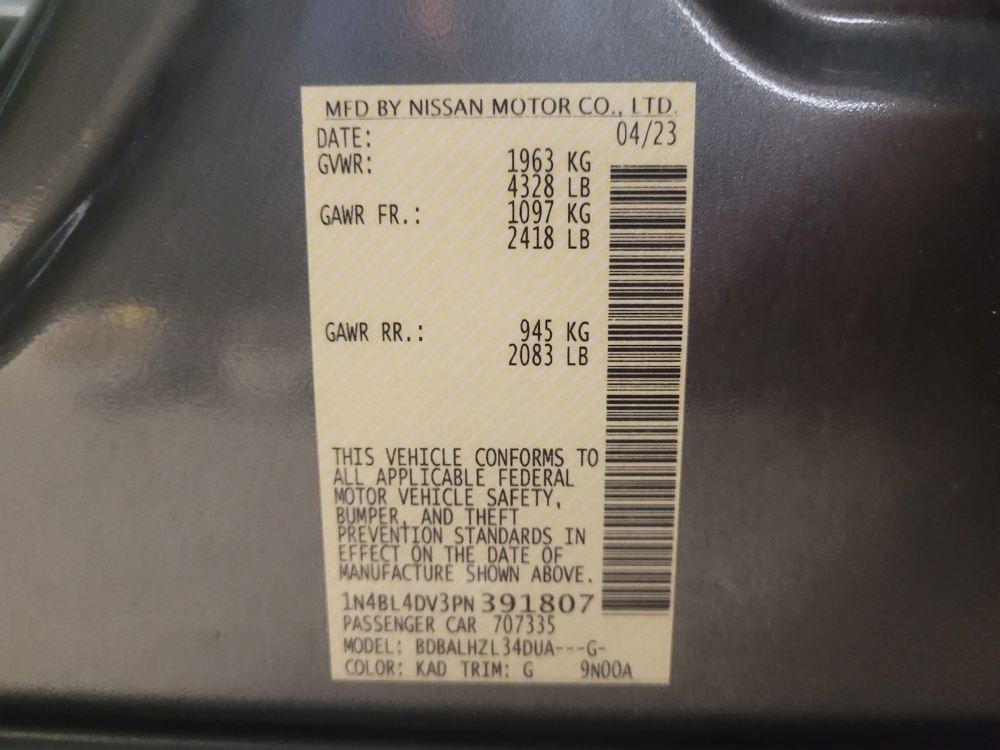 MFD BY NISSAN MOTOR CO., LTD.
DATE: 04/23
GVWR: 1963 KG
4328 LB
GAWR FR.: 1097 KG
2418 LB
GAWR RR.: 945 KG
2083 LB
THIS VEHICLE CONFORMS TO
ALL APPLICABLE FEDERAL
MOTOR VEHICLE SAFETY,
BUMPER, AND THEFT
PREVENTION STANDARDS IN
EFFECT ON THE DATE OF
MANUFACTURE SHOWN ABOVE.
1N4BL4DV3PN391807
PASSENGER CAR 707335
MODEL: BDBALHZL34DUA---G-
COLOR: KAD TRIM: G 9N00A